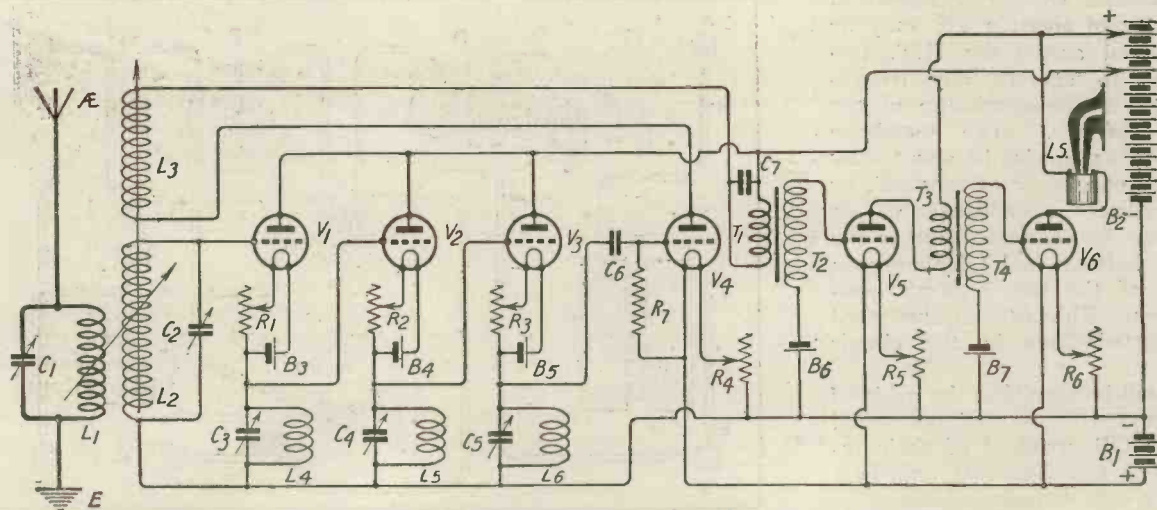 Æ
L3
L2
L1
C1
C2
E
V1
V2
V3
V4
V5
V6
R1
R2
R3
B3
B4
B5
C3
C4
C5
L4
L5
L6
C6
R7
R4
C7
T1
T2
B6
R5
T3
T4
B7
R6
L.S.
+
B2
-
-
B1
+